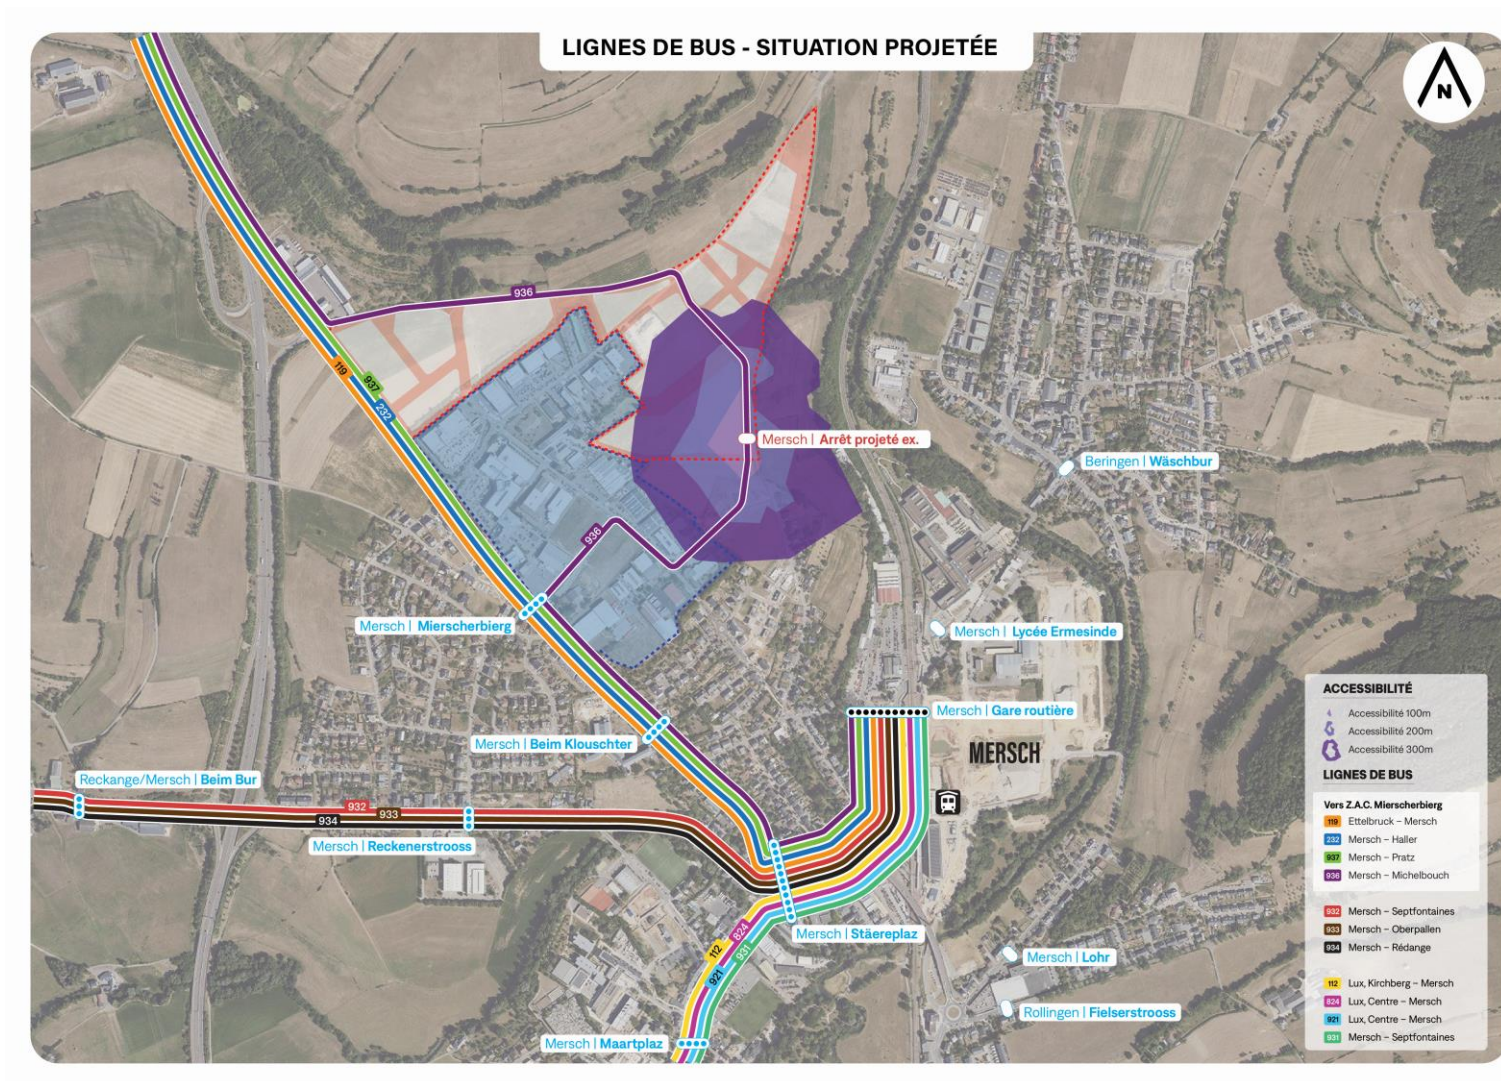 LIGNES DE BUS - SITUATION PROJETÉE
N
936
119
937
232
Mersch | Arrêt projeté ex.
Beringen | Wäschbur
936
Mersch | Mierscherbierg
Mersch | Lycée Ermesinde
Mersch | Gare routière
Mersch | Beim Klouschter
MERSCH
Reckange/Mersch | Beim Bur
932
933
934
Mersch | Reckenerstrooss
Mersch | Stäereplaz
824
112
931
921
Mersch | Lohr
Rollingen | Fielserstrooss
Mersch | Maartplaz
ACCESSIBILITÉ
Accessibilité 100m
Accessibilité 200m
Accessibilité 300m
LIGNES DE BUS
Vers Z.A.C. Mierscherbierg
119 Ettelbruck – Mersch
232 Mersch – Haller
937 Mersch – Pratz
936 Mersch – Michelbouch
932 Mersch – Septfontaines
933 Mersch – Oberpallen
934 Mersch – Rédange
112 Lux, Kirchberg – Mersch
824 Lux, Centre – Mersch
921 Lux, Centre – Mersch
931 Mersch – Septfontaines